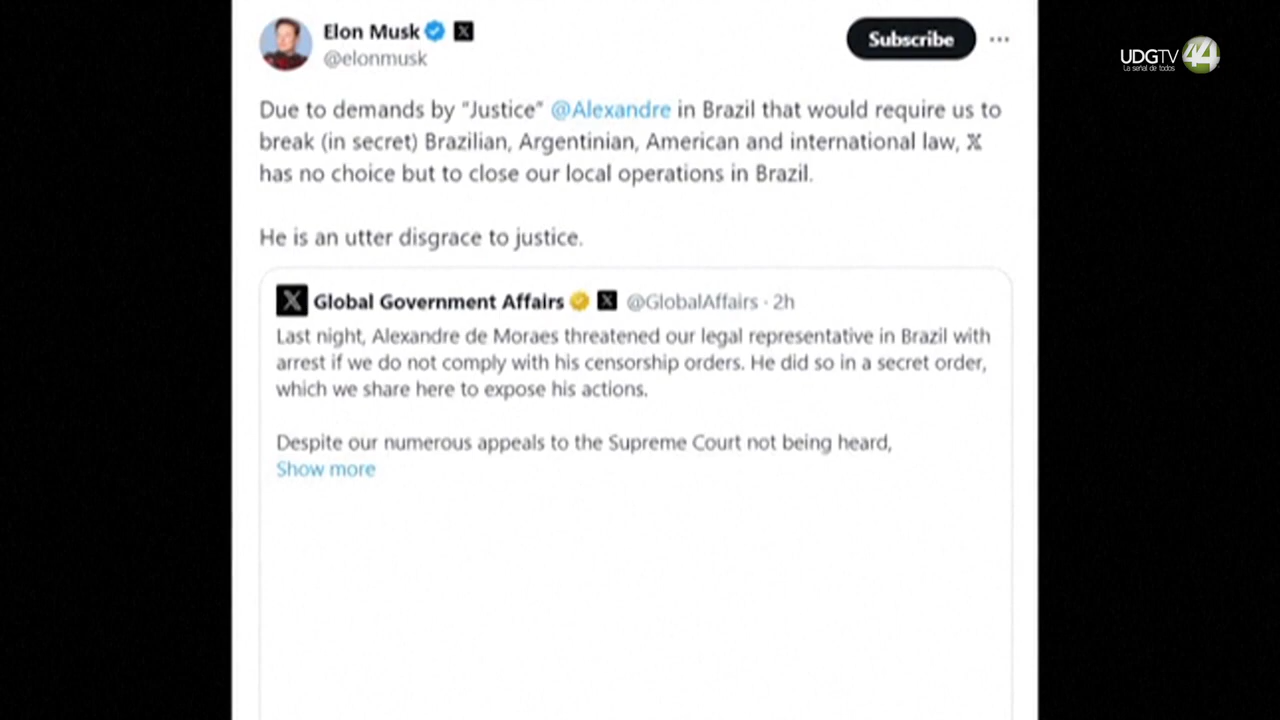 Elon Musk
@elonmusk
Subscribe
UDGTV 44
La señal de todos
Due to demands by “Justice” @Alexandre in Brazil that would require us to
break (in secret) Brazilian, Argentinian, American and international law, 𝕏
has no choice but to close our local operations in Brazil.
He is an utter disgrace to justice.
Global Government Affairs @GlobalAffairs · 2h
Last night, Alexandre de Moraes threatened our legal representative in Brazil with
arrest if we do not comply with his censorship orders. He did so in a secret order,
which we share here to expose his actions.
Despite our numerous appeals to the Supreme Court not being heard,
Show more